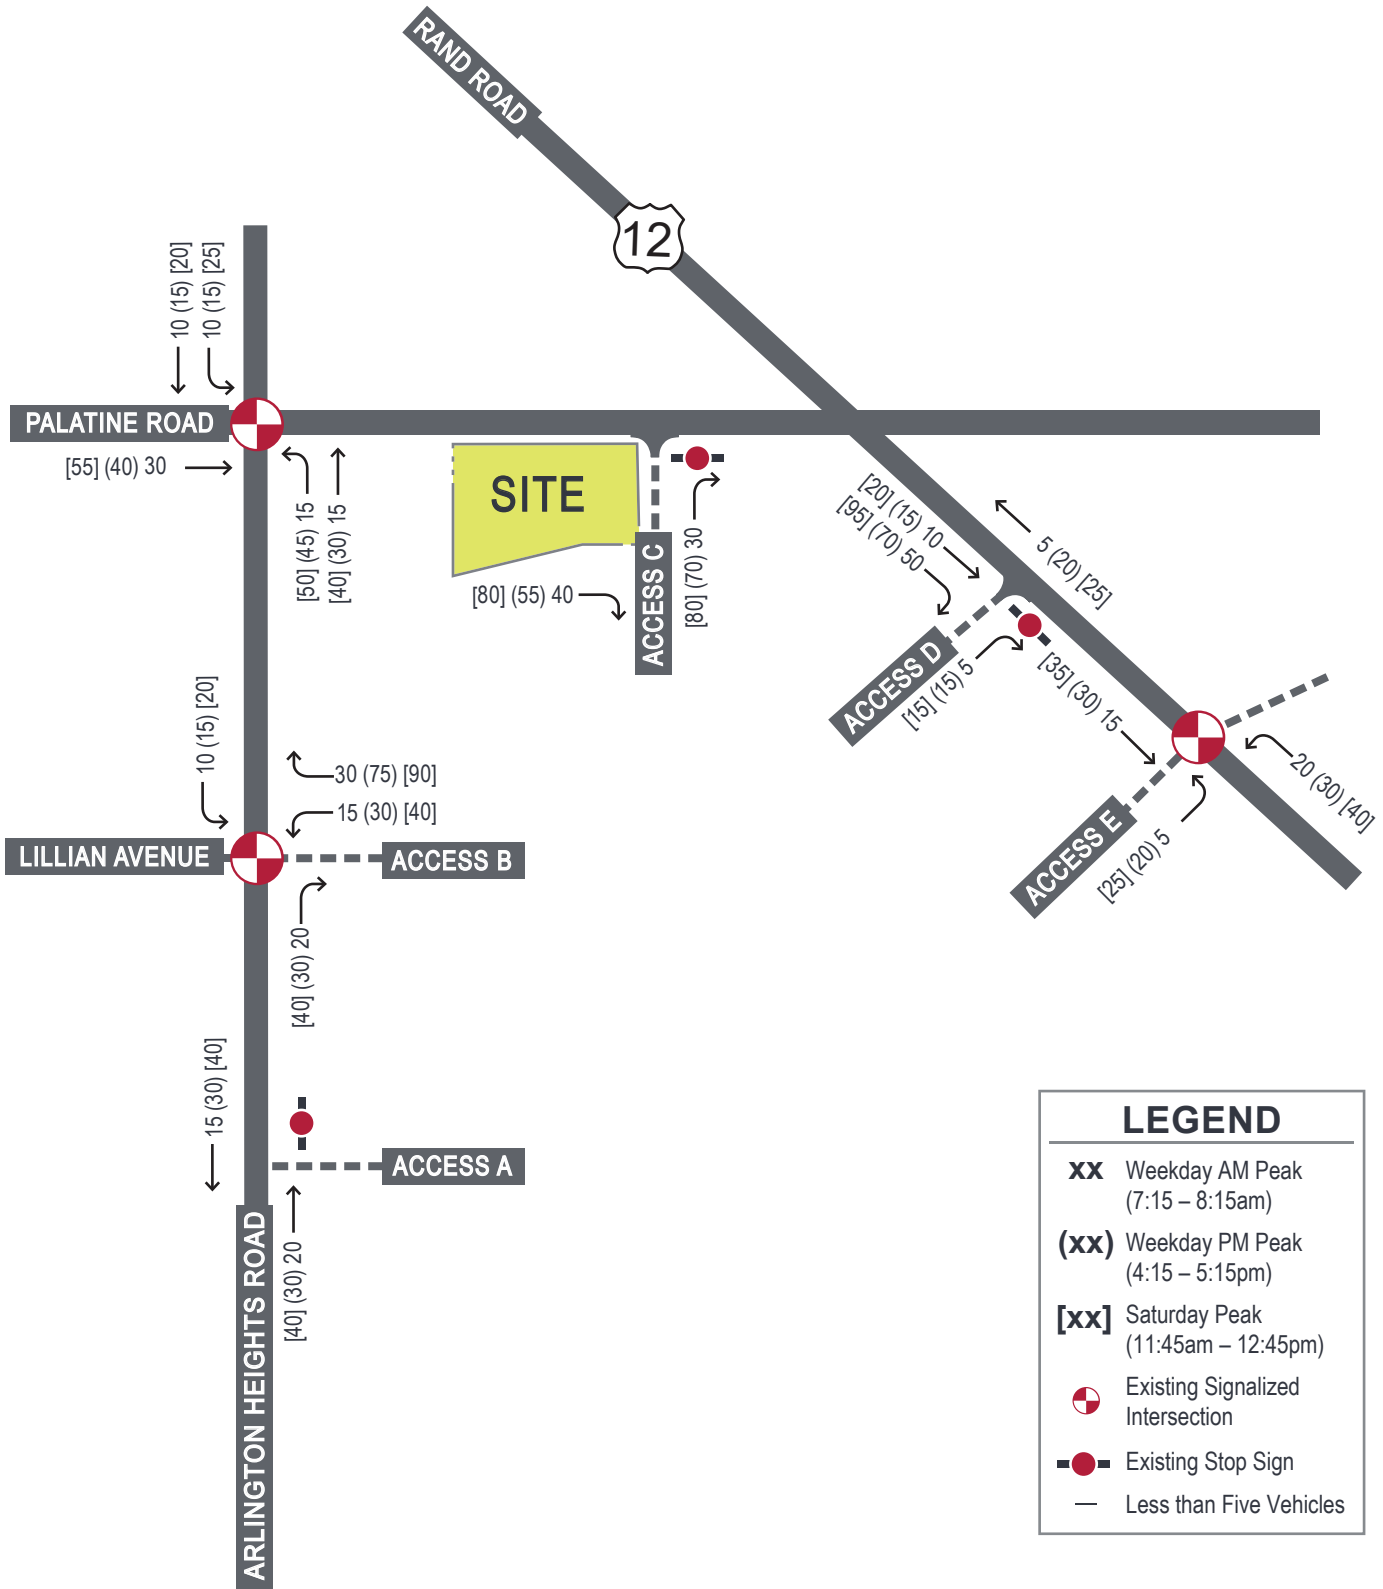 RAND ROAD
12
10 (15) [20]
10 (15) [25]
PALATINE ROAD
[55] (40) 30
[50] (45) 15
[40] (30) 15
SITE
[80] (55) 40
ACCESS C
[80] (70) 30
[20] (15) 10
[95] (70) 50
5 (20) [25]
ACCESS D
[15] (15) 5
[35] (30) 15
20 (30) [40]
ACCESS E
[25] (20) 5
10 (15) [20]
30 (75) [90]
15 (30) [40]
LILLIAN AVENUE
ACCESS B
[40] (30) 20
15 (30) [40]
ACCESS A
[40] (30) 20
ARLINGTON HEIGHTS ROAD
LEGEND
xx Weekday AM Peak
(7:15 – 8:15am)
(xx) Weekday PM Peak
(4:15 – 5:15pm)
[xx] Saturday Peak
(11:45am – 12:45pm)
Existing Signalized
Intersection
Existing Stop Sign
— Less than Five Vehicles